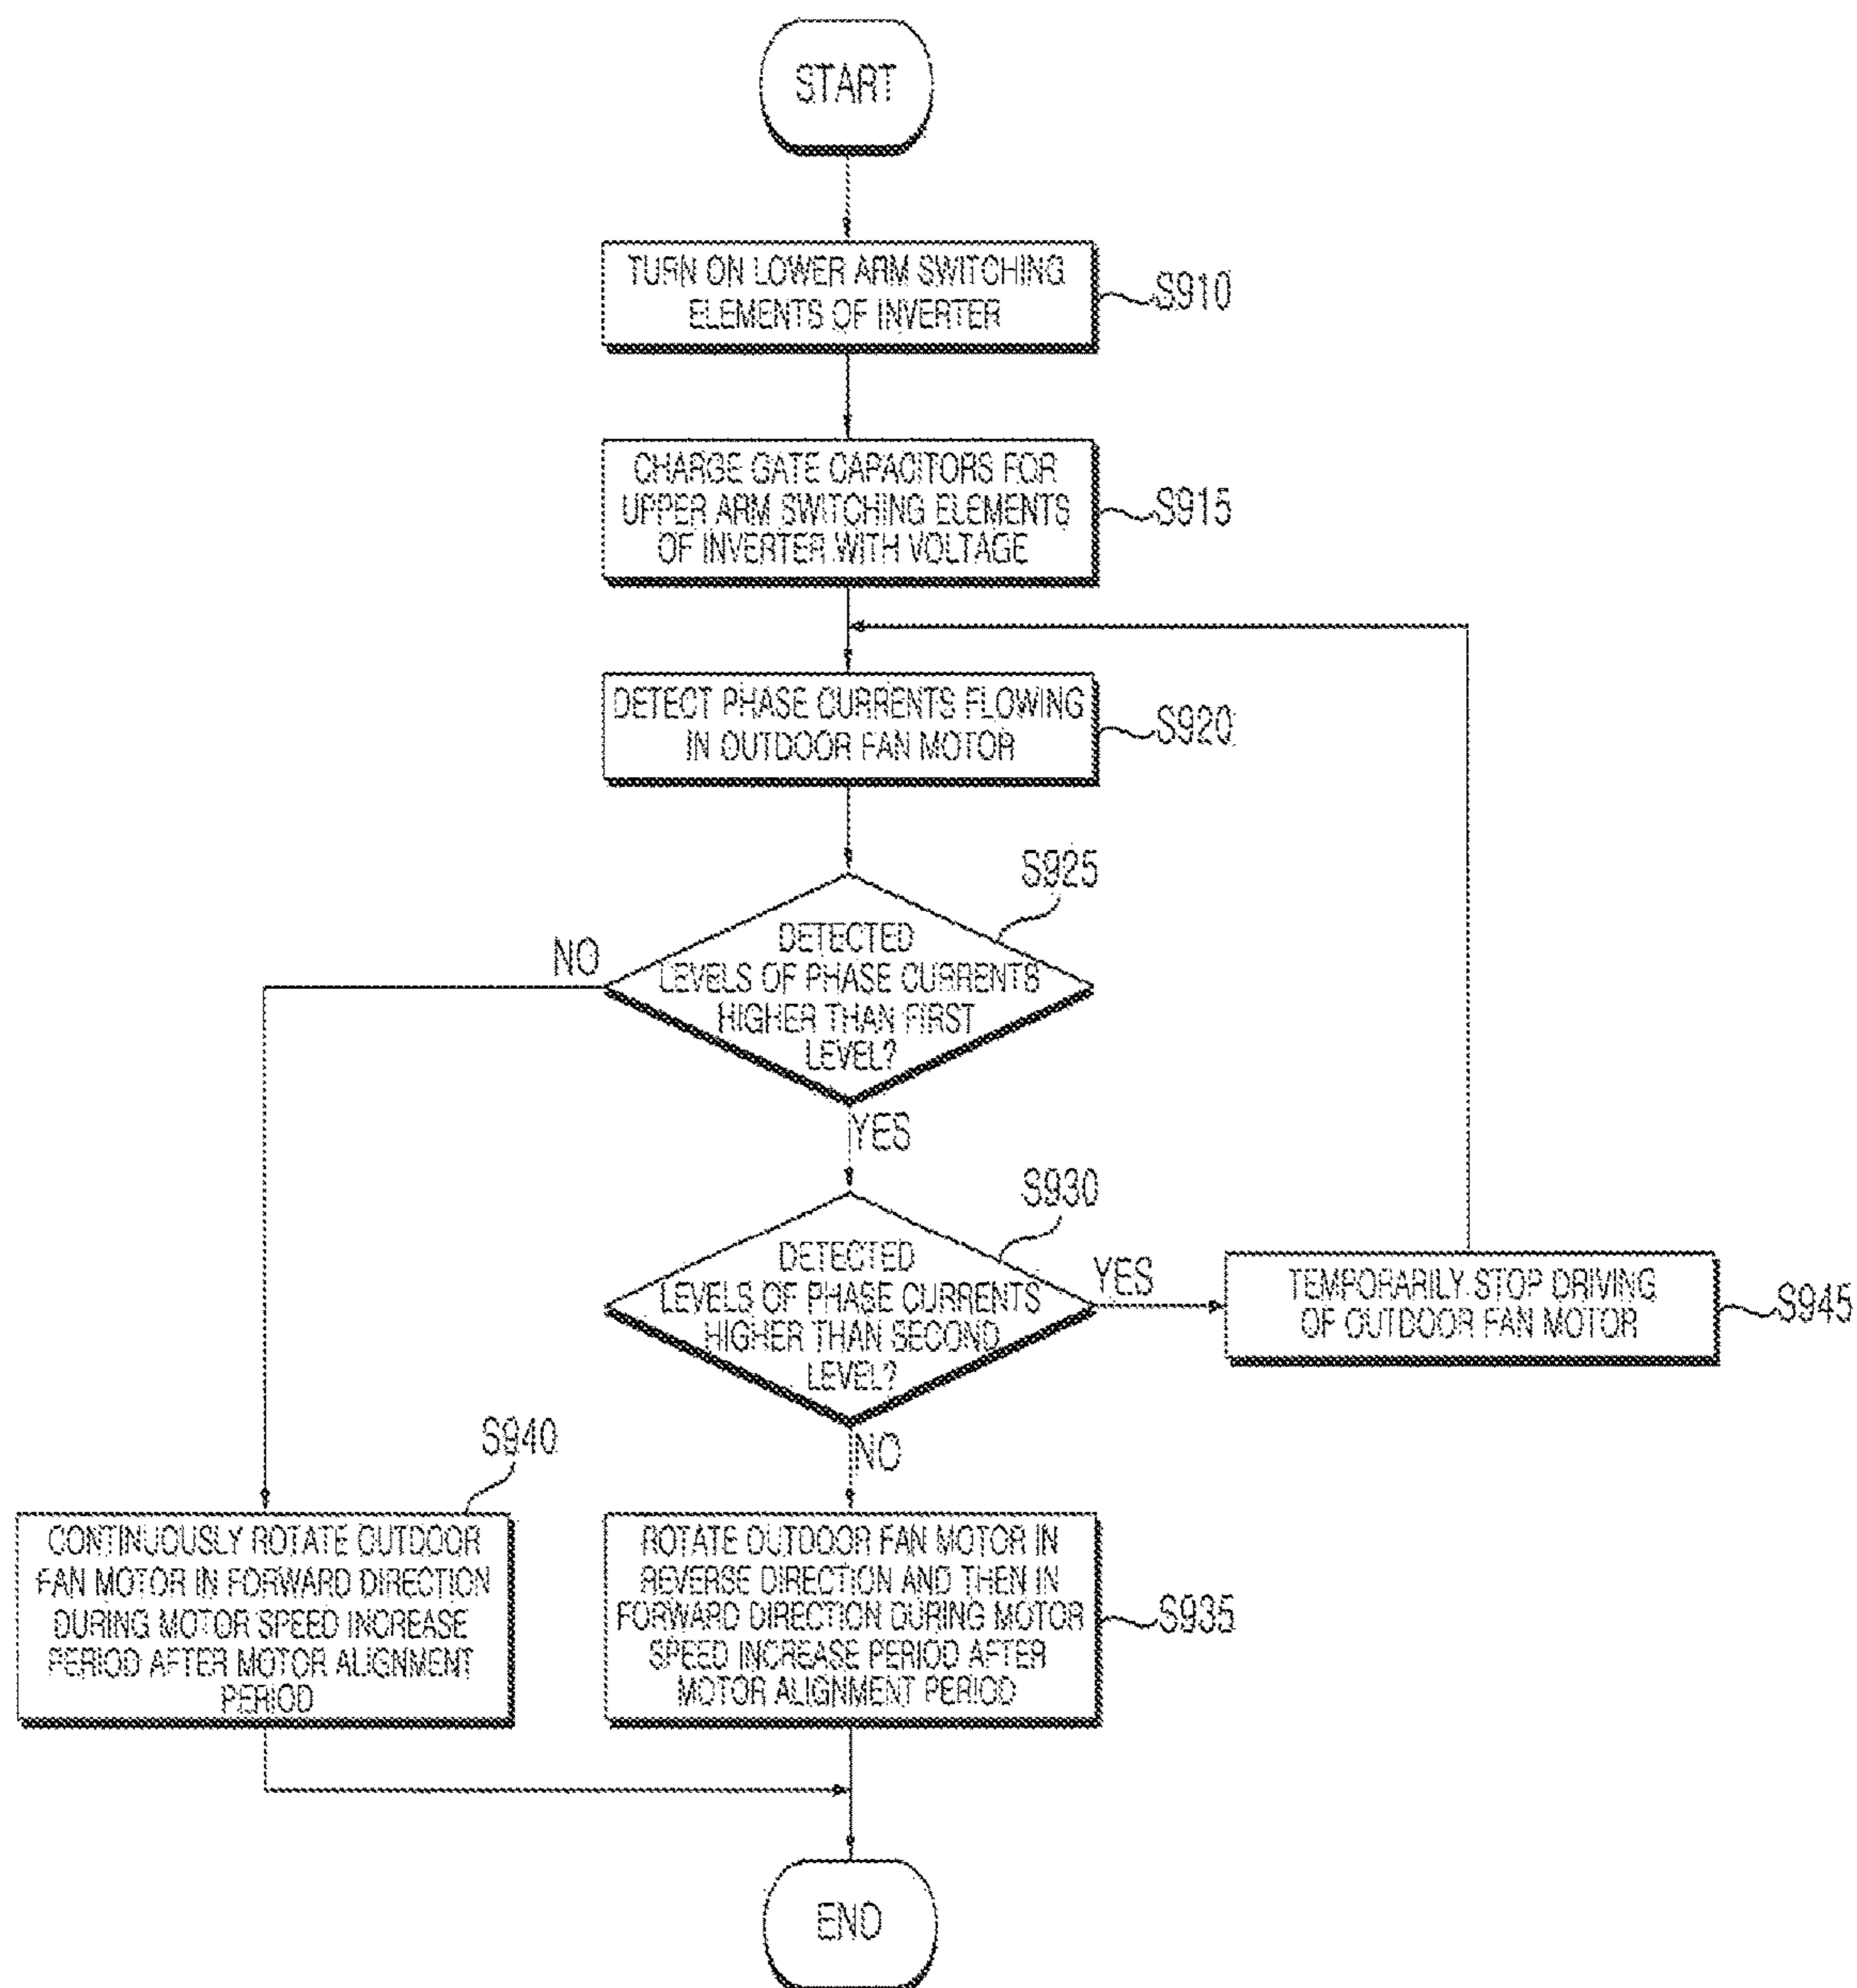 START
TURN ON LOWER ARM SWITCHING
ELEMENTS OF INVERTER
S910
CHARGE GATE CAPACITORS FOR
UPPER ARM SWITCHING ELEMENTS
OF INVERTER WITH VOLTAGE
S915
DETECT PHASE CURRENTS FLOWING
IN OUTDOOR FAN MOTOR
S920
S925
DETECTED
LEVELS OF PHASE CURRENTS
HIGHER THAN FIRST
LEVEL?
NO
YES
S930
DETECTED
LEVELS OF PHASE CURRENTS
HIGHER THAN SECOND
LEVEL?
YES
TEMPORARILY STOP DRIVING
OF OUTDOOR FAN MOTOR
S945
NO
S940
CONTINUOUSLY ROTATE OUTDOOR
FAN MOTOR IN FORWARD DIRECTION
DURING MOTOR SPEED INCREASE
PERIOD AFTER MOTOR ALIGNMENT
PERIOD
ROTATE OUTDOOR FAN MOTOR IN
REVERSE DIRECTION AND THEN IN
FORWARD DIRECTION DURING MOTOR
SPEED INCREASE PERIOD AFTER
MOTOR ALIGNMENT PERIOD
S935
END